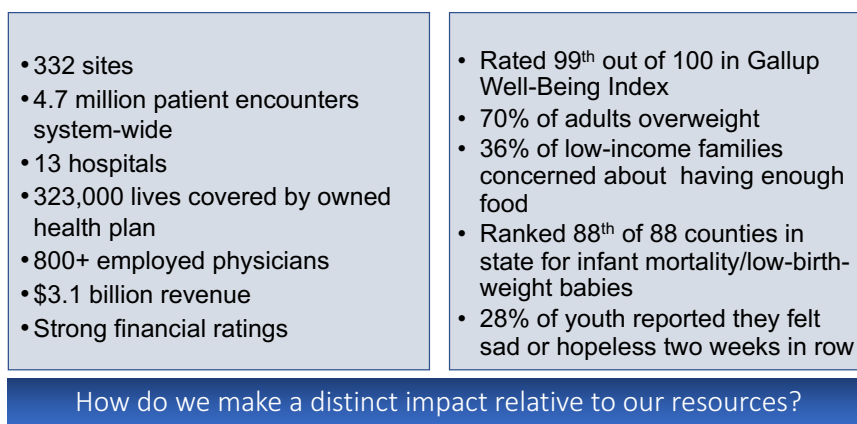 •332 sites
•4.7 million patient encounters
system-wide
•13 hospitals
•323,000 lives covered by owned
health plan
•800+ employed physicians
•$3.1 billion revenue
•Strong financial ratings
• Rated 99th out of 100 in Gallup
Well-Being Index
• 70% of adults overweight
• 36% of low-income families
concerned about  having enough
food
• Ranked 88th of 88 counties in
state for infant mortality/low-birth-
weight babies
• 28% of youth reported they felt
sad or hopeless two weeks in row
How do we make a distinct impact relative to our resources?